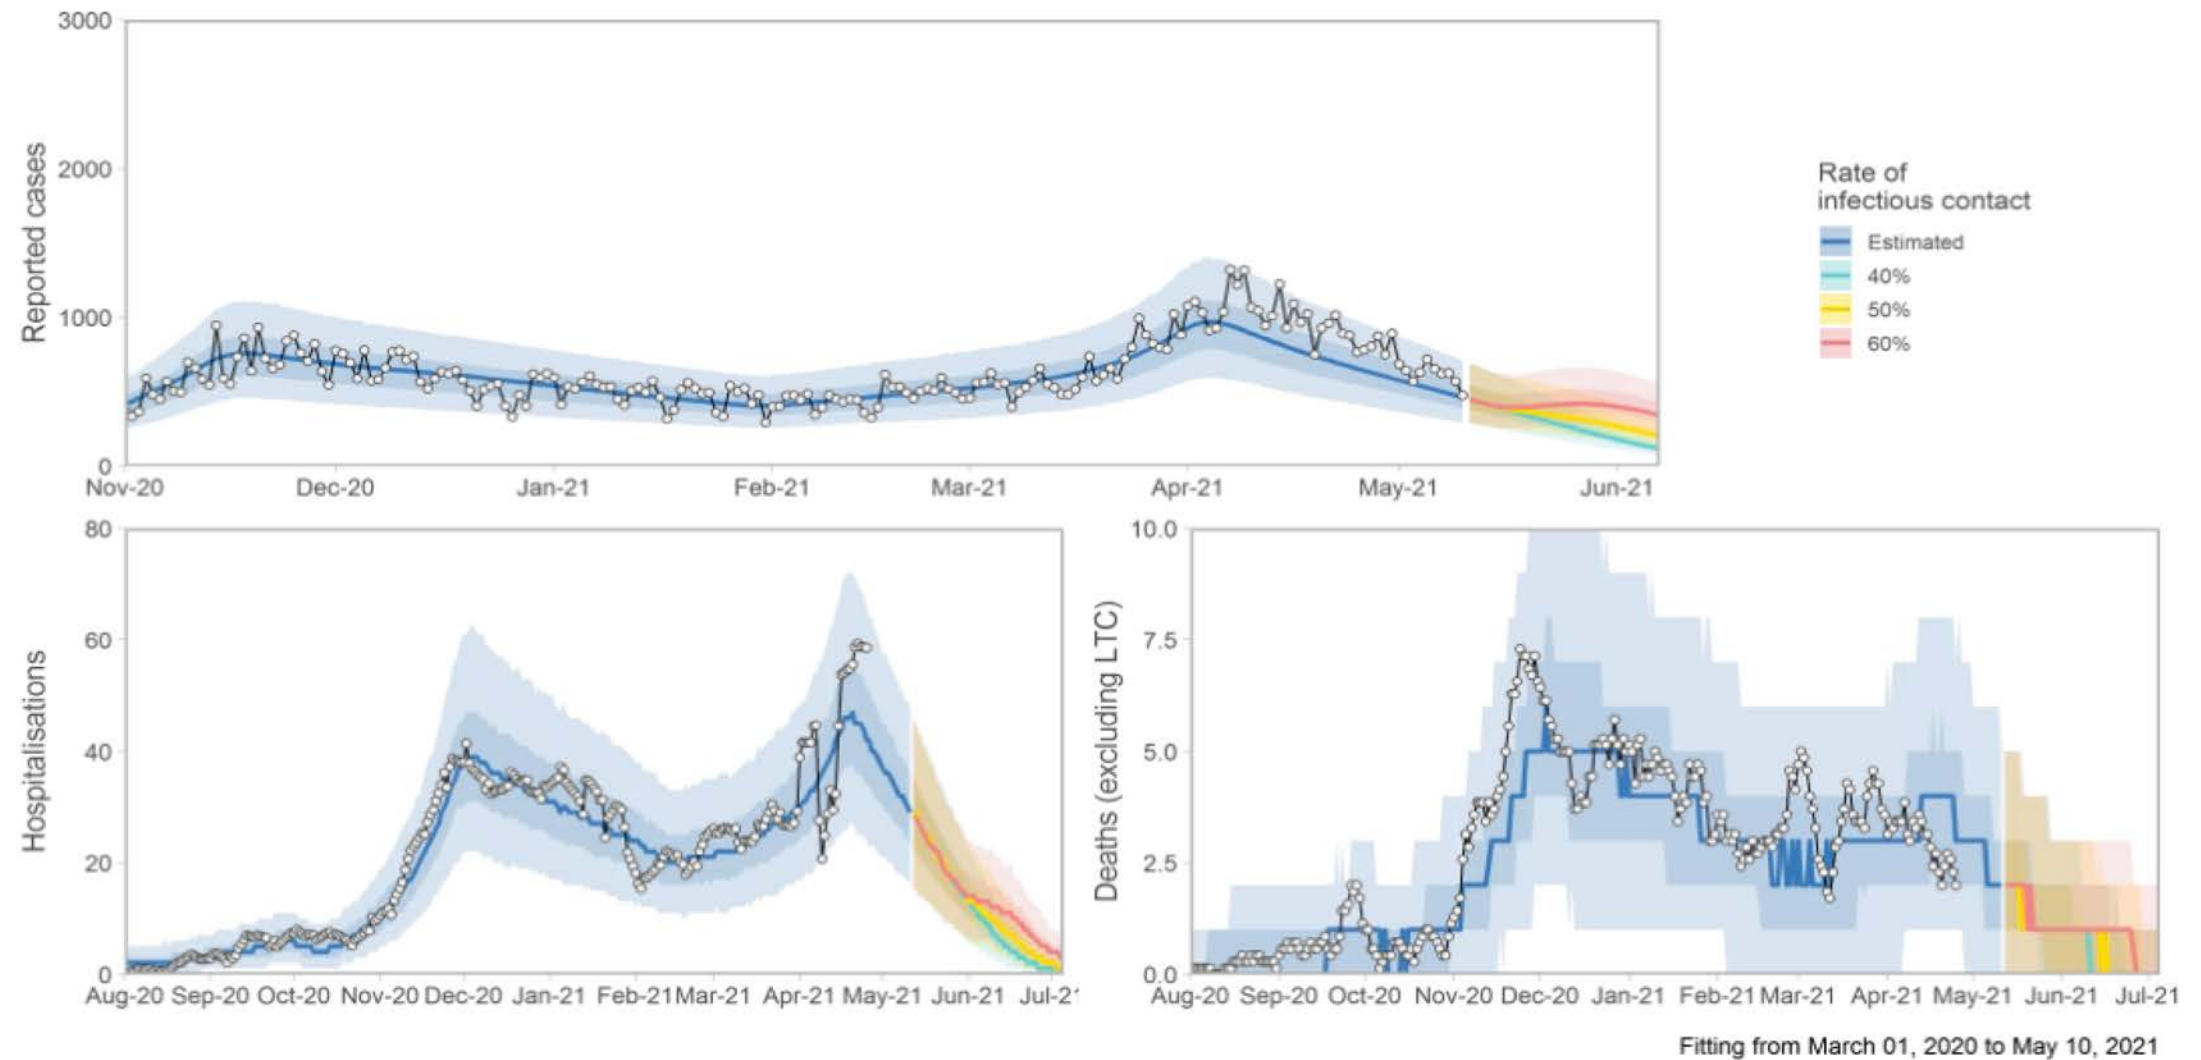 3000
2000
1000
0
Reported cases
Nov-20 Dec-20 Jan-21 Feb-21 Mar-21 Apr-21 May-21 Jun-21
Rate of
infectious contact
Estimated
40%
50%
60%
80
60
40
20
0
Hospitalisations
Aug-20 Sep-20 Oct-20 Nov-20 Dec-20 Jan-21 Feb-21 Mar-21 Apr-21 May-21 Jun-21 Jul-2
10.0
7.5
5.0
2.5
0.0
Deaths (excluding LTC)
Aug-20 Sep-20 Oct-20 Nov-20 Dec-20 Jan-21 Feb-21 Mar-21 Apr-21 May-21 Jun-21 Jul-21
Fitting from March 01, 2020 to May 10, 2021